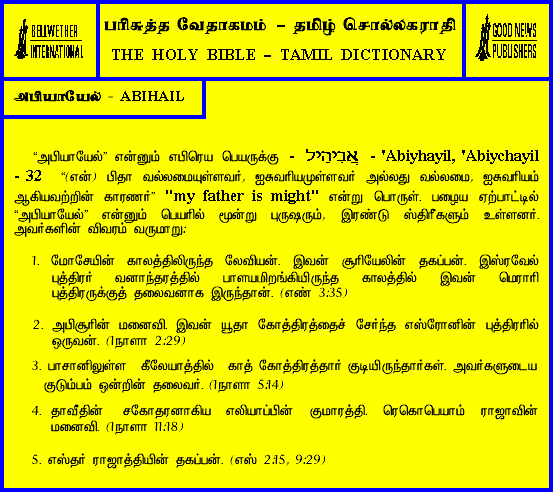 BELLWETHER
INTERNATIONAL
பரிசுத்த வேதாகமம் – தமிழ் சொல்லகராதி
THE HOLY BIBLE – TAMIL DICTIONARY
GOOD NEWS
PUBLISHERS
அபியாயேல் - ABIHAIL
“அபியாயேல்” என்னும் எபிரெய பெயருக்கு - אֲבִיהַיִל - 'Abiyhayil, 'Abiychayil
- 32 “(என்) பிதா வல்லமையுள்ளவர், ஐசுவரியமுள்ளவர் அல்லது வல்லமை, ஐசுவரியம்
ஆகியவற்றின் காரணர்” "my father is might" என்று பொருள். பழைய ஏற்பாட்டில்
“அபியாயேல்” என்னும் பெயரில் மூன்று புருஷரும், இரண்டு ஸ்திரீகளும் உள்ளனர்.
அவர்களின் விவரம் வருமாறு:
1. மோசேயின் காலத்திலிருந்த லேவியன். இவன் சூரியேலின் தகப்பன். இஸ்ரவேல்
புத்திரர் வனாந்தரத்தில் பாளயமிறங்கியிருந்த காலத்தில் இவன் மெராரி
புத்திரருக்குத் தலைவனாக இருந்தான். (எண் 3:35)
2. அபிசூரின் மனைவி. இவன் யூதா கோத்திரத்தைச் சேர்ந்த எஸ்ரோனின் புத்திரரில்
ஒருவன். (1நாளா 2:29)
3. பாசானிலுள்ள கீலேயாத்தில் காத் கோத்திரத்தார் குடியிருந்தார்கள். அவர்களுடைய
குடும்பம் ஒன்றின் தலைவர். (1நாளா 5:14)
4. தாவீதின் சகோதரனாகிய எலியாப்பின் குமாரத்தி. ரெகொபெயாம் ராஜாவின்
மனைவி. (1நாளா 11:18)
5. எஸ்தர் ராஜாத்தியின் தகப்பன். (எஸ் 2:15, 9:29)